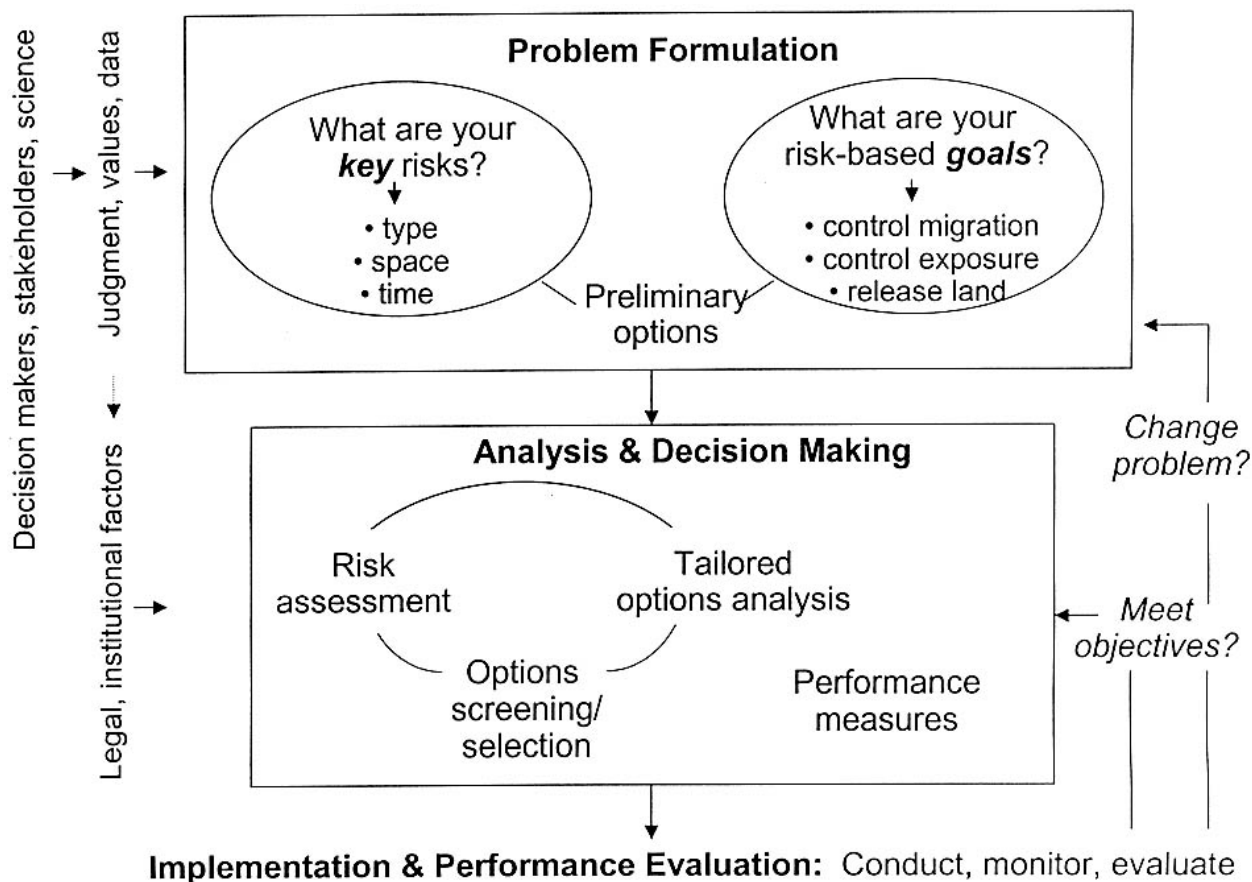 Decision makers, stakeholders, science
Judgment, values, data
Legal, institutional factors
Problem Formulation
What are your
key risks?
• type
• space
• time
What are your
risk-based goals?
• control migration
• control exposure
• release land
Preliminary
options
Analysis & Decision Making
Risk
assessment
Tailored
options analysis
Options
screening/
selection
Performance
measures
Change
problem?
Meet
objectives?
Implementation & Performance Evaluation: Conduct, monitor, evaluate